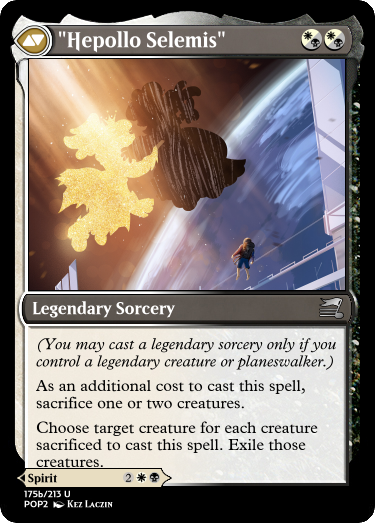 "Hepollo Selemis"
Legendary Sorcery
(You may cast a legendary sorcery only if you
control a legendary creature or planeswalker.)
As an additional cost to cast this spell,
sacrifice one or two creatures.
Choose target creature for each creature
sacrificed to cast this spell. Exile those
creatures.
Spirit 2
175b/213 U
POP2 Kez Laczin